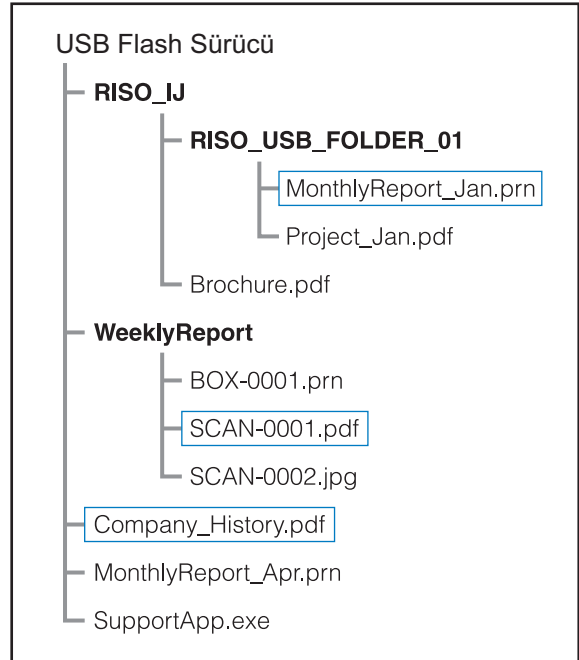 USB Flash Sürücü
RISO_IJ
RISO_USB_FOLDER_01
MonthlyReport_Jan.prn
Project_Jan.pdf
Brochure.pdf
WeeklyReport
BOX-0001.prn
SCAN-0001.pdf
SCAN-0002.jpg
Company_History.pdf
MonthlyReport_Apr.prn
SupportApp.exe